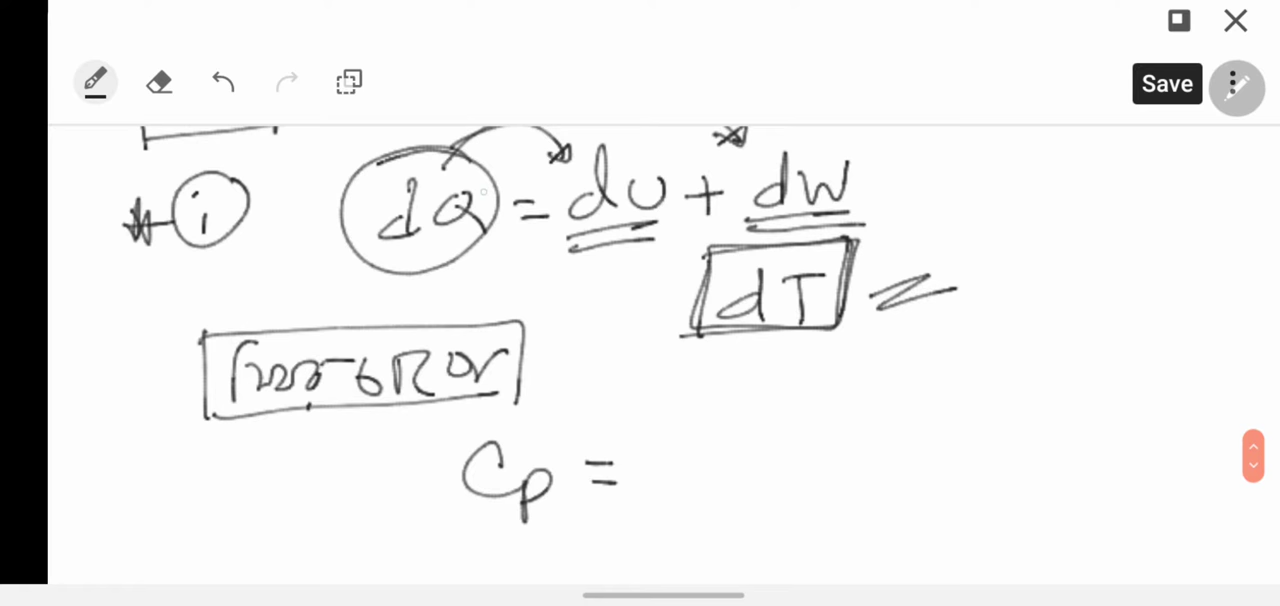 Save
i dQ = dU + dW
dT
Cp =